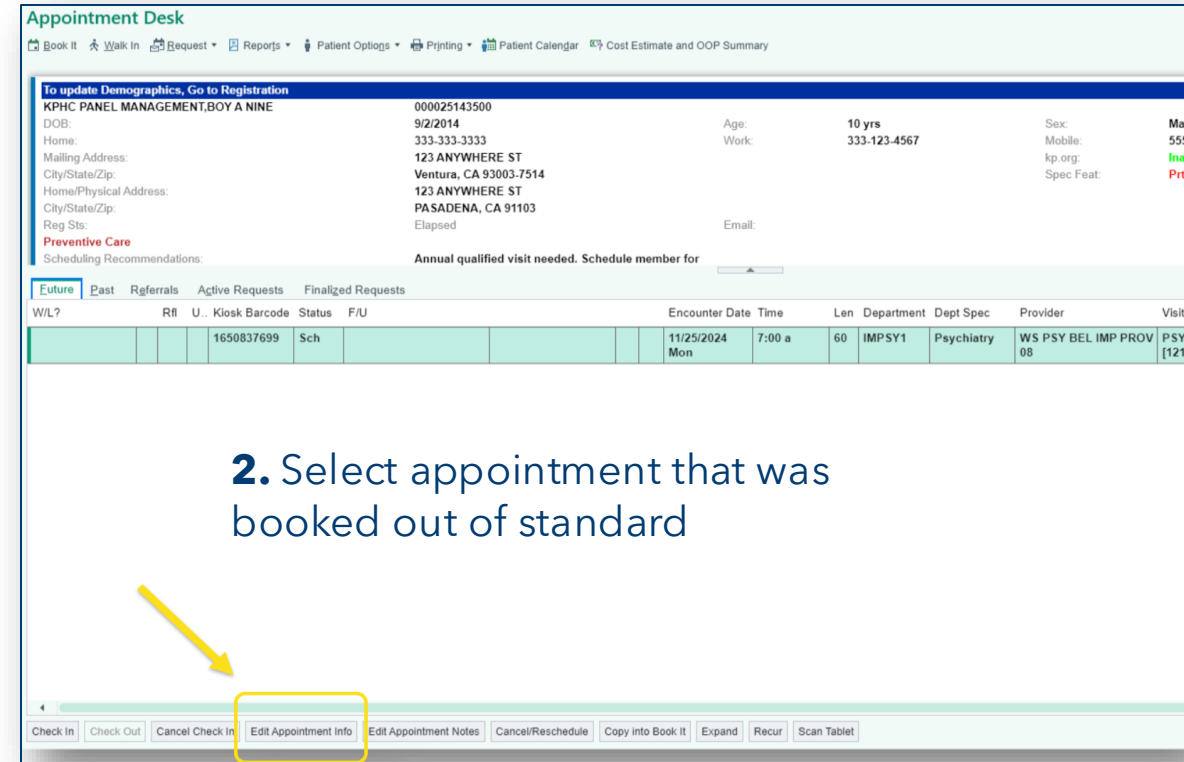 Appointment Desk
Book It Walk In Request Reports Patient Options Printing Patient Calendar Cost Estimate and OOP Summary
To update Demographics, Go to Registration
KPHC PANEL MANAGEMENT,BOY A NINE 000025143500
DOB: 9/2/2014 Age: 10 yrs Sex: Ma
Home: 333-333-3333 Work: 333-123-4567 Mobile: 555
Mailing Address: 123 ANYWHERE ST kp.org: Ina
City/State/Zip: Ventura, CA 93003-7514 Spec Feat: Prt
Home/Physical Address: 123 ANYWHERE ST
City/State/Zip: PASADENA, CA 91103
Reg Sts: Elapsed Email:
Preventive Care
Scheduling Recommendations: Annual qualified visit needed. Schedule member for
Future Past Referrals Active Requests Finalized Requests
W/L? Rfl U.. Kiosk Barcode Status F/U Encounter Date Time Len Department Dept Spec Provider Visit
1650837699 Sch 11/25/2024 7:00 a 60 IMPSY1 Psychiatry WS PSY BEL IMP PROV PSY
Mon 08 [121
2. Select appointment that was
booked out of standard
Check In Check Out Cancel Check In Edit Appointment Info Edit Appointment Notes Cancel/Reschedule Copy into Book It Expand Recur Scan Tablet